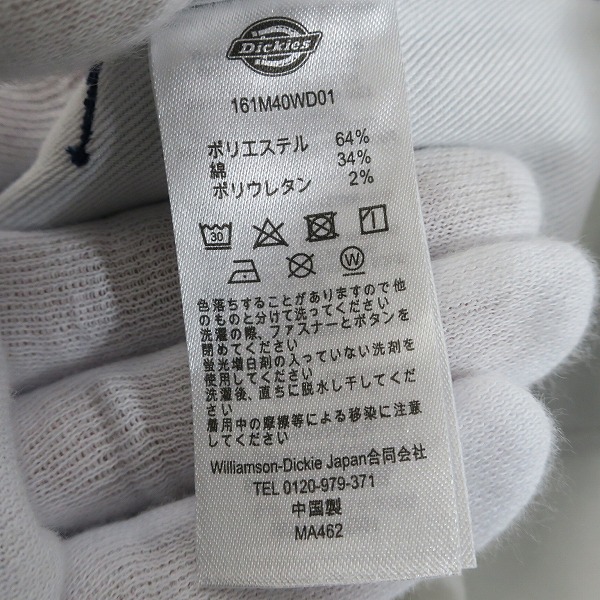 Dickies
161M40WD01
ポリエステル 64%
綿 34%
ポリウレタン 2%
30
W
色落ちすることがありますので他
のものと分けて洗ってください
洗濯の際、ファスナーとボタンを
閉めてください
蛍光増白剤の入っていない洗剤を
使用してください
洗濯後、直ちに脱水し干してくだ
さい
着用中の摩擦等による移染に注意
してください
Williamson-Dickie Japan合同会社
TEL 0120-979-371
中国製
MA462